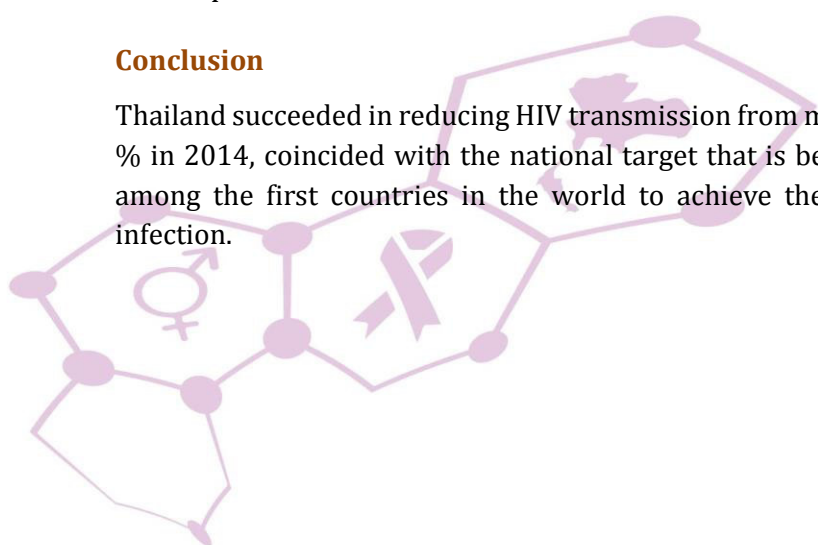 Conclusion
Thailand succeeded in reducing HIV transmission from
% in 2014, coincided with the national target that is
among the first countries in the world to achieve the
infection.